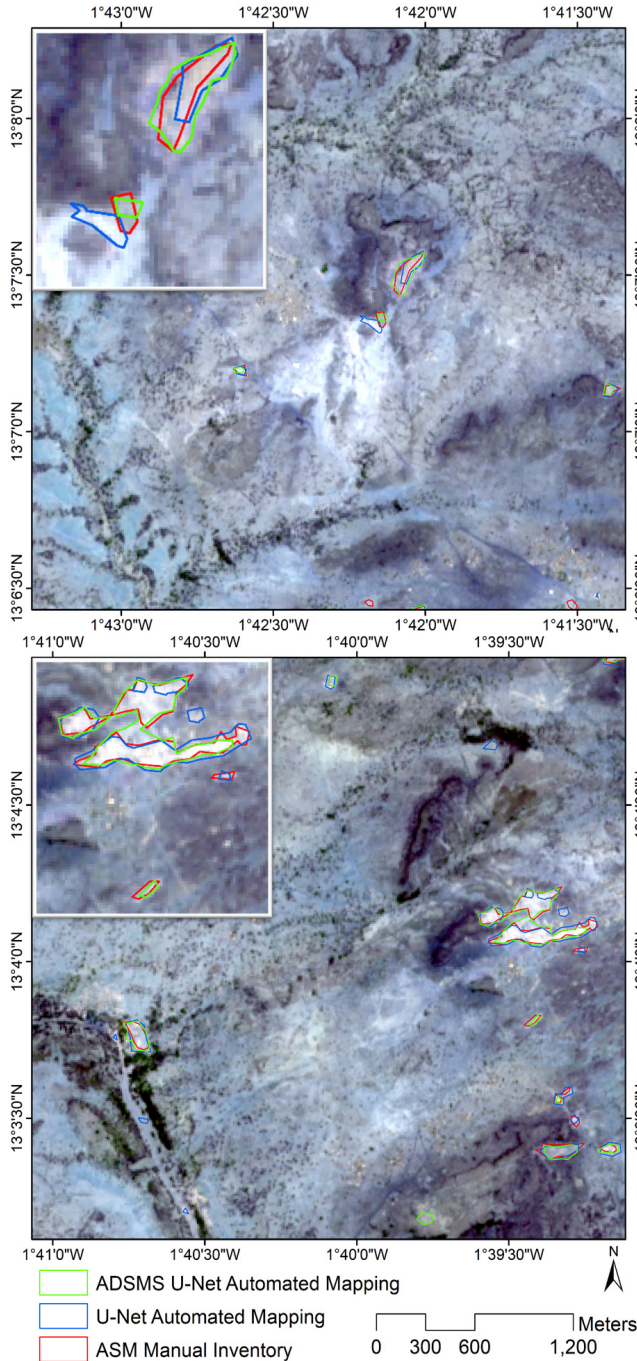 1°43'0"W 1°42'30"W 1°42'0"W 1°41'30"W
13°8'0"N
13°7'30"N
13°7'0"N
13°6'30"N
1°43'0"W 1°42'30"W 1°42'0"W 1°41'30"W
1°41'0"W 1°40'30"W 1°40'0"W 1°39'30"W
13°4'30"N
13°4'0"N
13°3'30"N
1°41'0"W 1°40'30"W 1°40'0"W 1°39'30"W
N
ADSMS U-Net Automated Mapping
U-Net Automated Mapping
ASM Manual Inventory
Meters
0 300 600 1,200